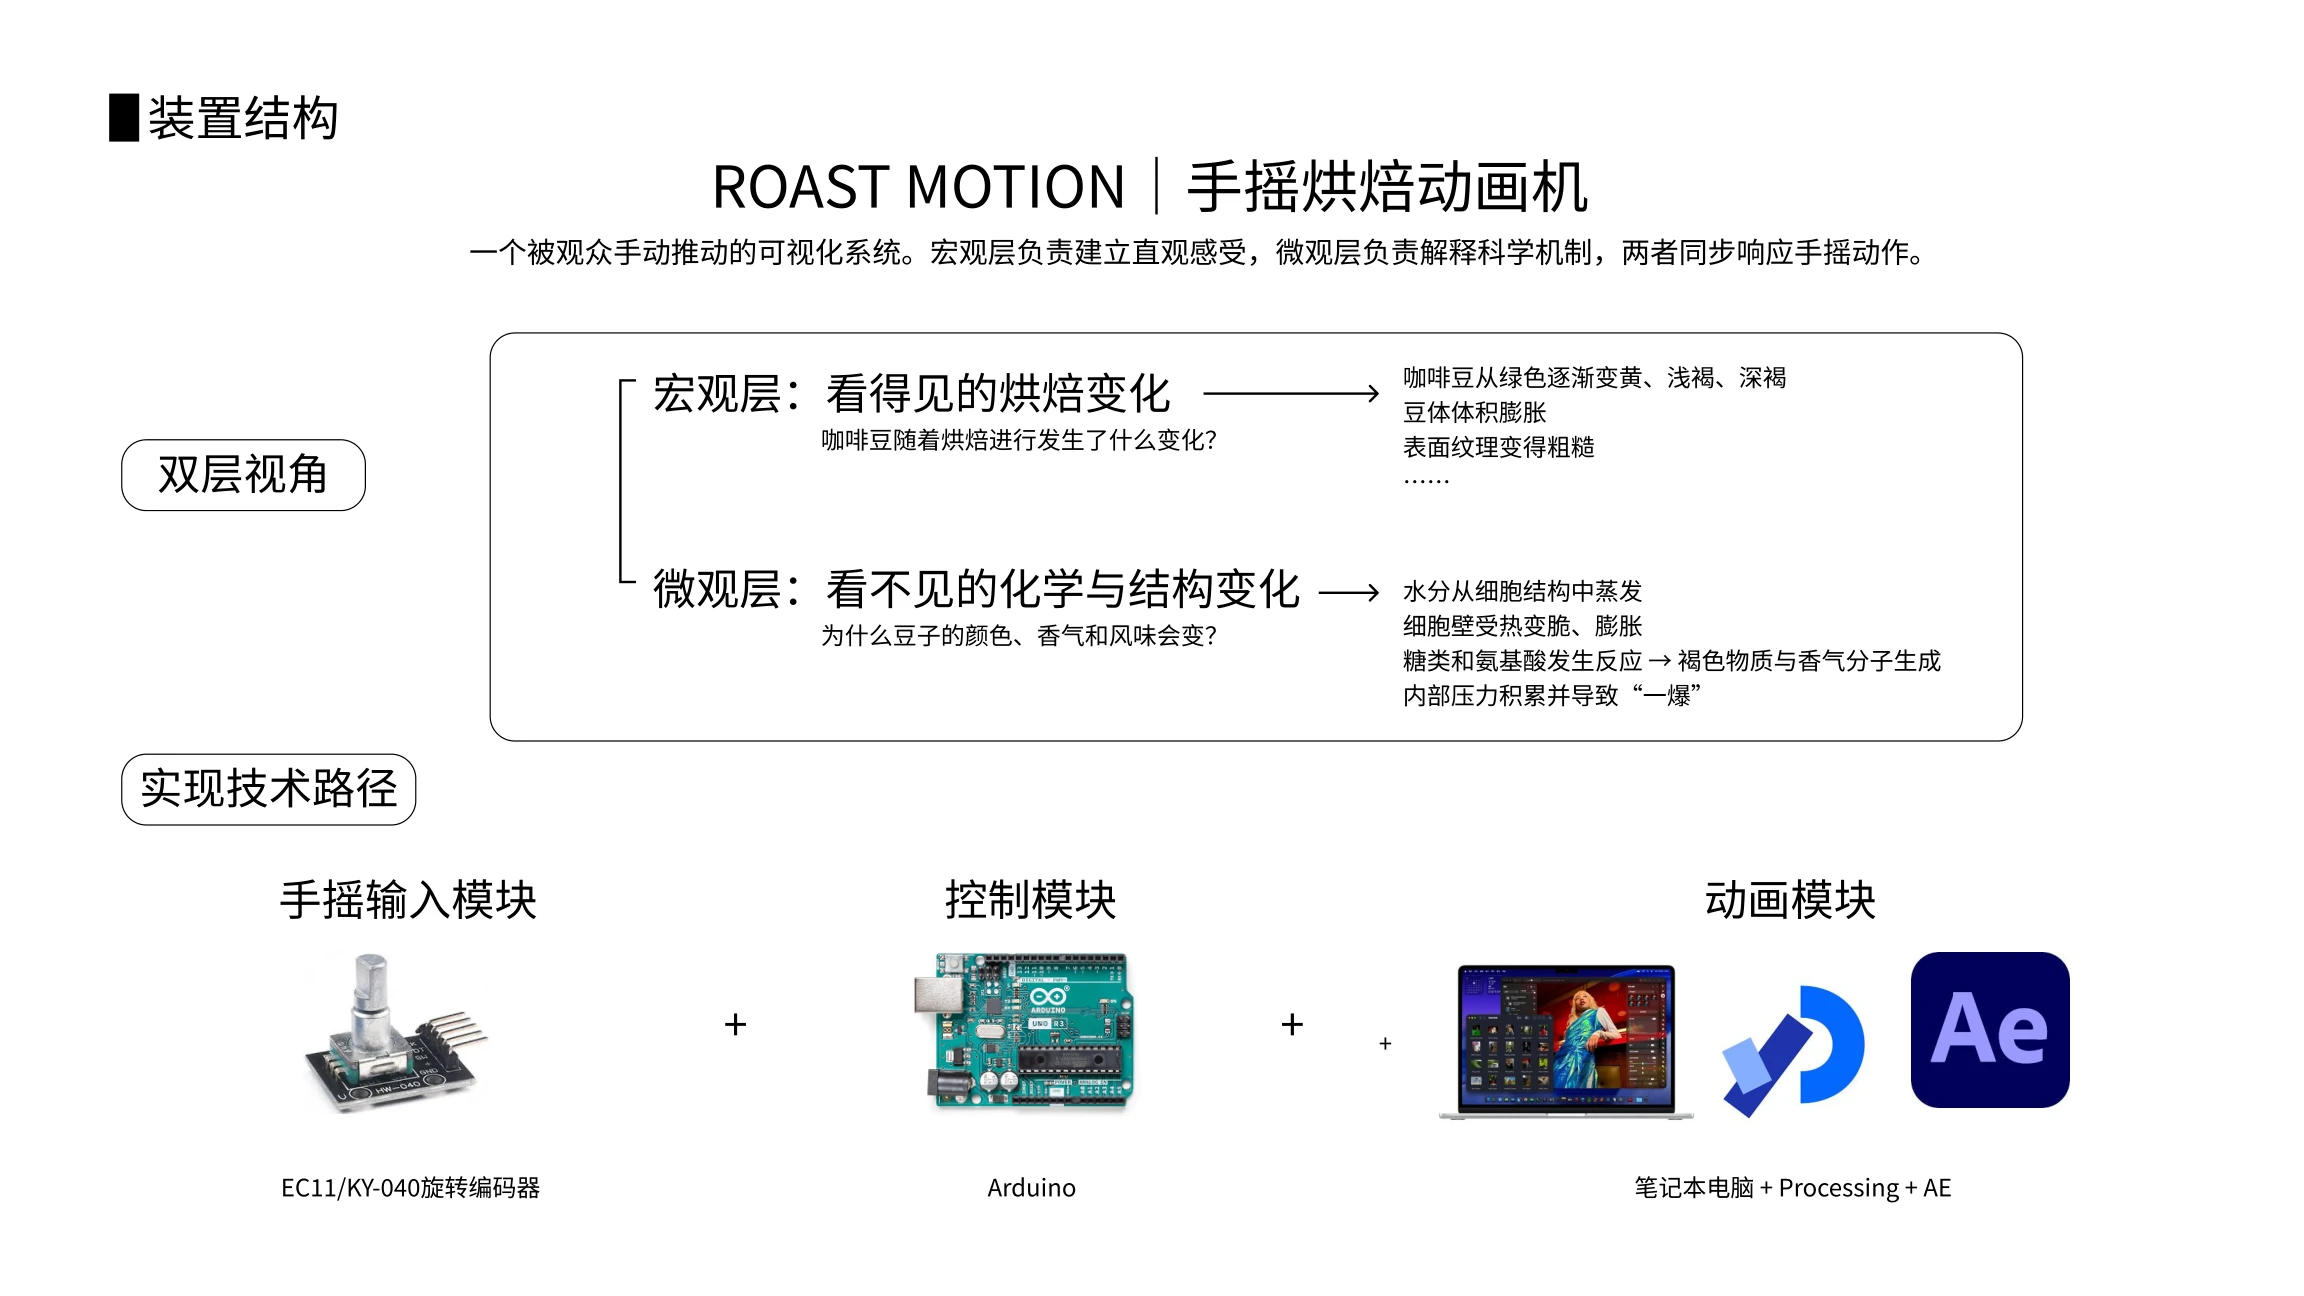 装置结构
ROAST MOTION｜手摇烘焙动画机
一个被观众手动推动的可视化系统。宏观层负责建立直观感受，微观层负责解释科学机制，两者同步响应手摇动作。
双层视角
宏观层：看得见的烘焙变化
咖啡豆随着烘焙进行发生了什么变化？
咖啡豆从绿色逐渐变黄、浅褐、深褐
豆体体积膨胀
表面纹理变得粗糙
……
微观层：看不见的化学与结构变化
为什么豆子的颜色、香气和风味会变？
水分从细胞结构中蒸发
细胞壁受热变脆、膨胀
糖类和氨基酸发生反应 → 褐色物质与香气分子生成
内部压力积累并导致“一爆”
实现技术路径
手摇输入模块
控制模块
动画模块
HW-040
GND
+
ARDUINO
UNO R3
+
+
Ae
EC11/KY-040旋转编码器
Arduino
笔记本电脑 + Processing + AE